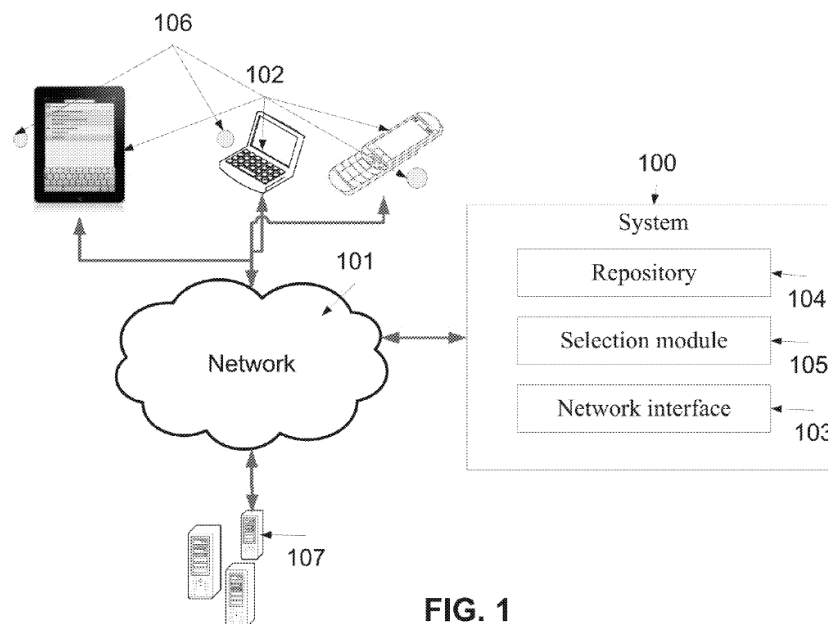 106
102
100
System
Repository
104
101
Network
Selection module
105
Network interface
103
107
FIG. 1